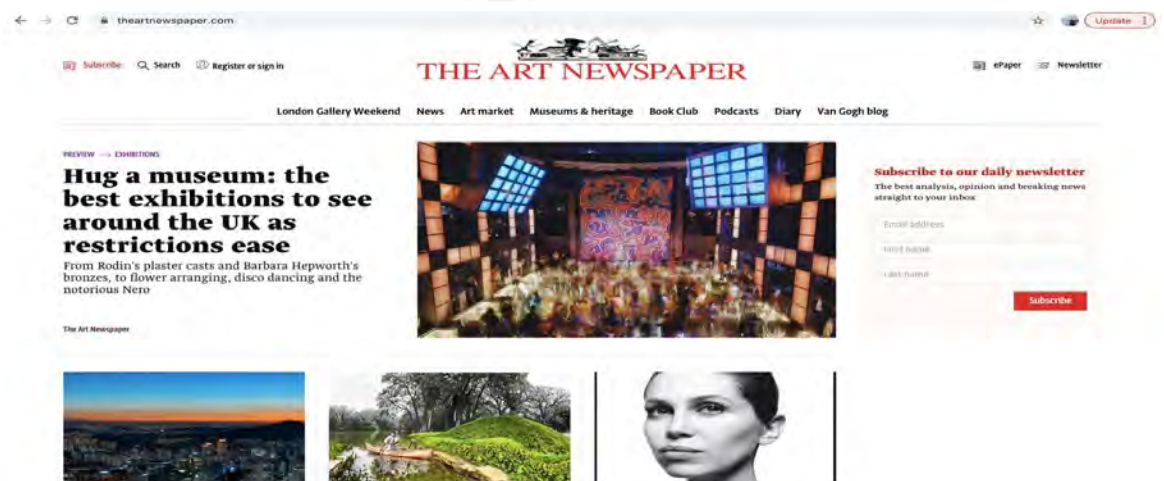 theartnewspaper.com
Update
Subscribe
Search
Register or sign in
THE ART NEWSPAPER
ePaper
Newsletter
London Gallery Weekend News Art market Museums & heritage Book Club Podcasts Diary Van Gogh blog
PREVIEW → EXHIBITIONS
Hug a museum: the
best exhibitions to see
around the UK as
restrictions ease
From Rodin's plaster casts and Barbara Hepworth's
bronzes, to flower arranging, disco dancing and the
notorious Nero
The Art Newspaper
Subscribe to our daily newsletter
The best analysis, opinion and breaking news
straight to your inbox
Email address
First name
Last name
Subscribe